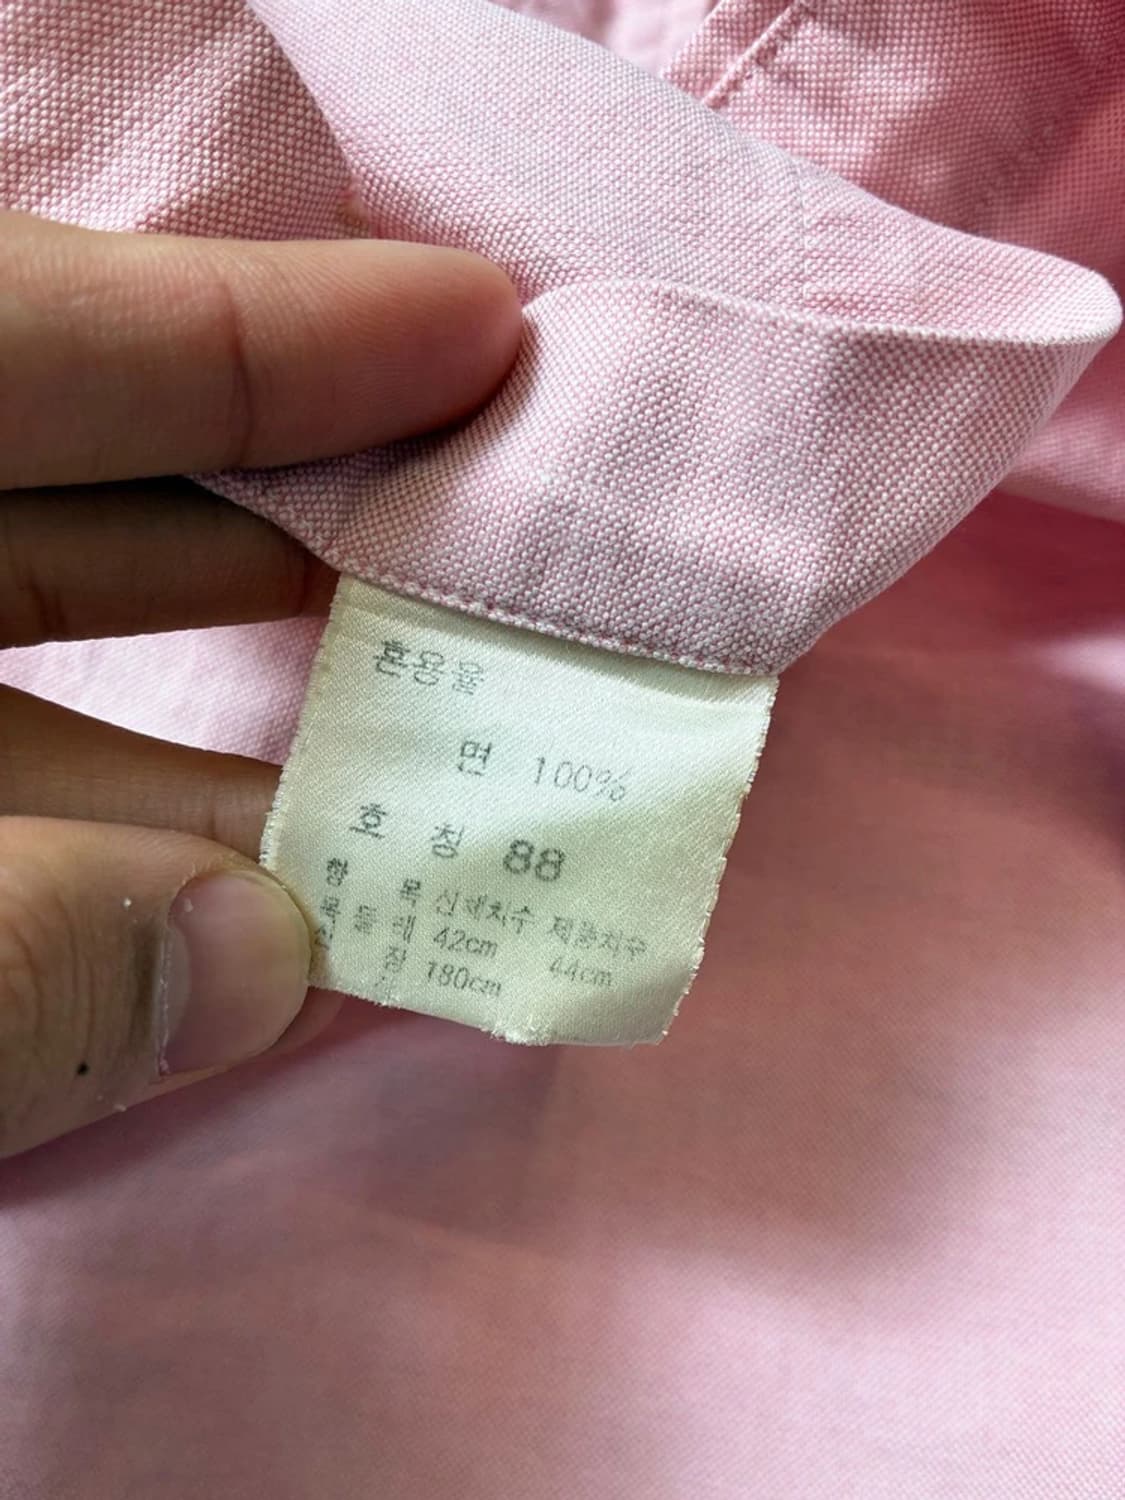 혼용율
면 100%
호 칭 88
항 목 신체치수 제품치수
목 둘 레 42cm 44cm
신 장 180cm